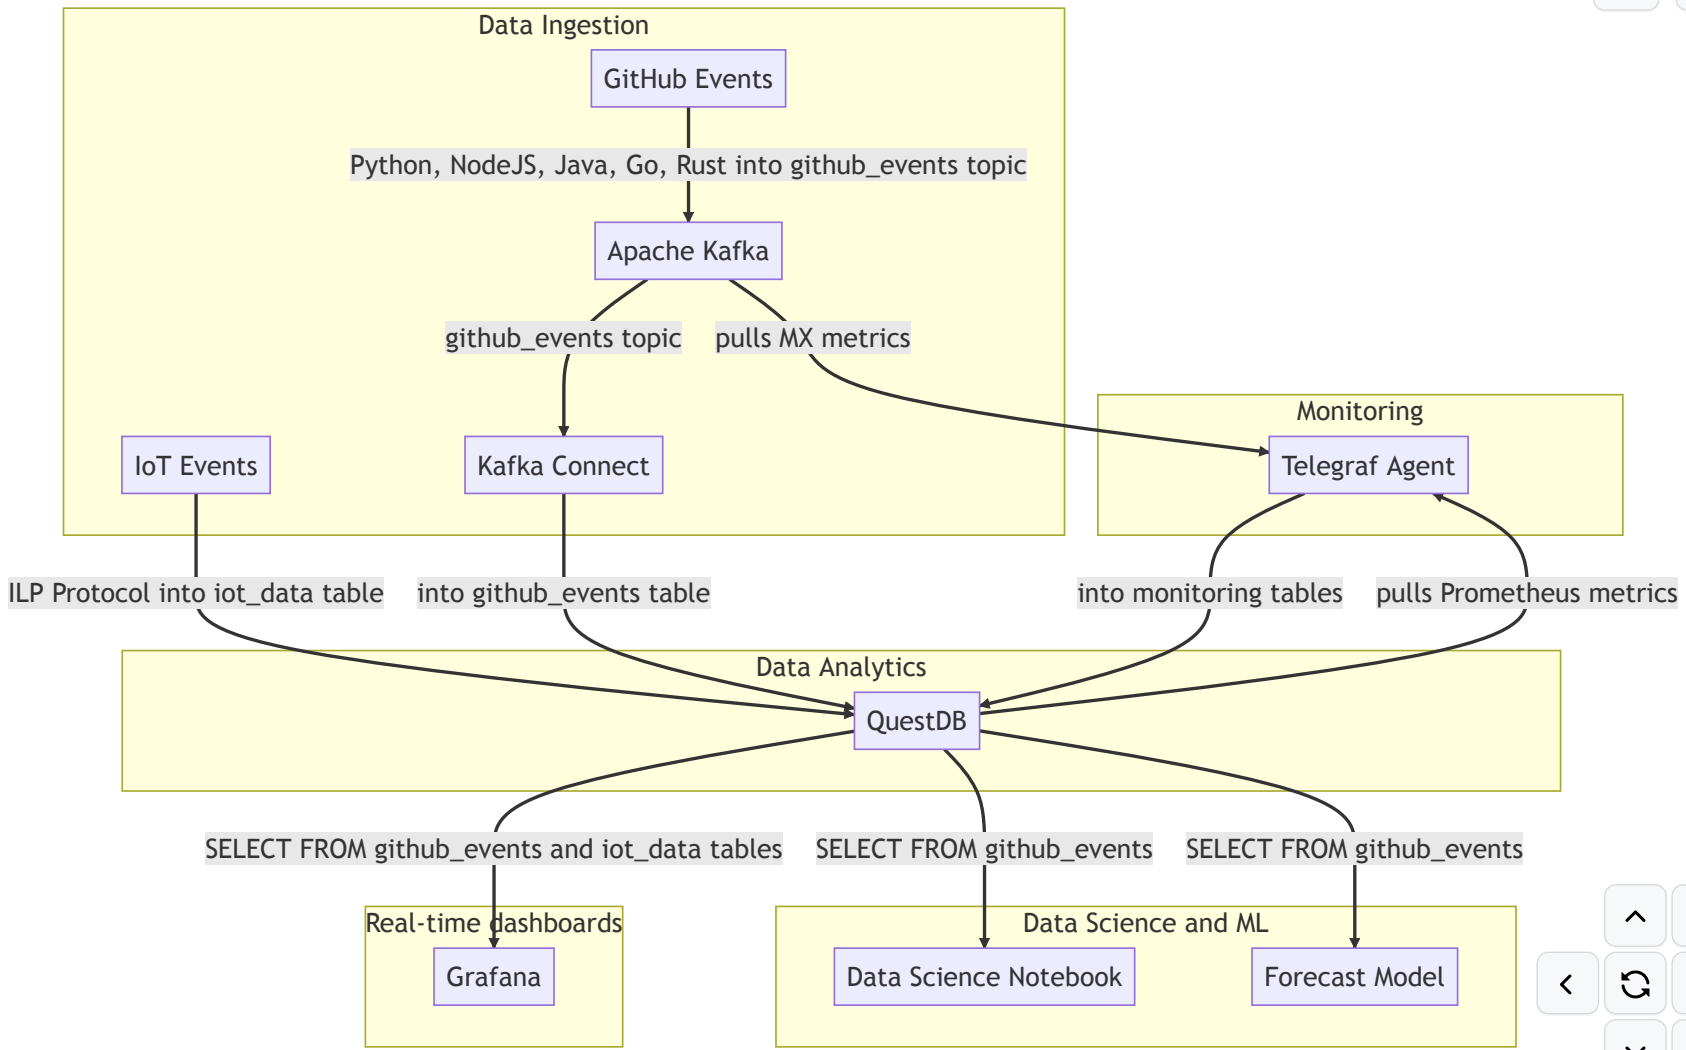 Data Ingestion
GitHub Events
Python, NodeJS, Java, Go, Rust into github_events topic
Apache Kafka
github_events topic
pulls MX metrics
Monitoring
IoT Events
Kafka Connect
Telegraf Agent
ILP Protocol into iot_data table
into github_events table
into monitoring tables
pulls Prometheus metrics
Data Analytics
QuestDB
SELECT FROM github_events and iot_data tables
SELECT FROM github_events
SELECT FROM github_events
Real-time dashboards
Data Science and ML
Grafana
Data Science Notebook
Forecast Model